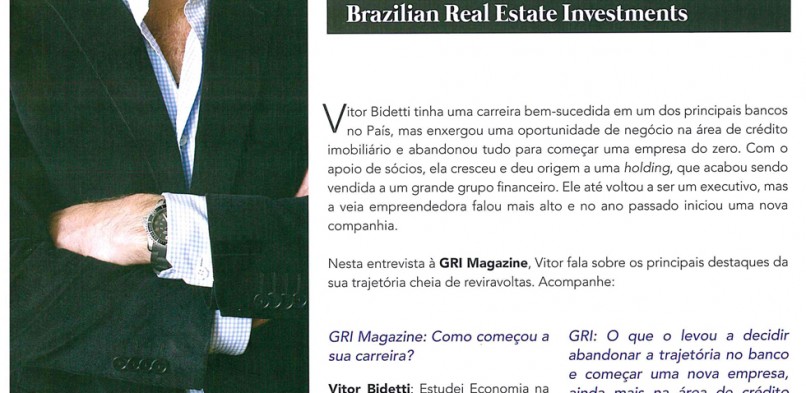 Brazilian Real Estate Investments
Vitor Bidetti tinha uma carreira bem-sucedida em um dos principais bancos
no País, mas enxergou uma oportunidade de negócio na área de crédito
imobiliário e abandonou tudo para começar uma empresa do zero. Com o
apoio de sócios, ela cresceu e deu origem a uma holding, que acabou sendo
vendida a um grande grupo financeiro. Ele até voltou a ser um executivo, mas
a veia empreendedora falou mais alto e no ano passado iniciou uma nova
companhia.
Nesta entrevista à GRI Magazine, Vitor fala sobre os principais destaques da
sua trajetória cheia de reviravoltas. Acompanhe:
GRI Magazine: Como começou a
sua carreira?
Vitor Bidetti: Estudei Economia na
GRI: O que o levou a decidir
abandonar a trajetória no banco
e começar uma nova empresa,
ainda mais na área de crédito